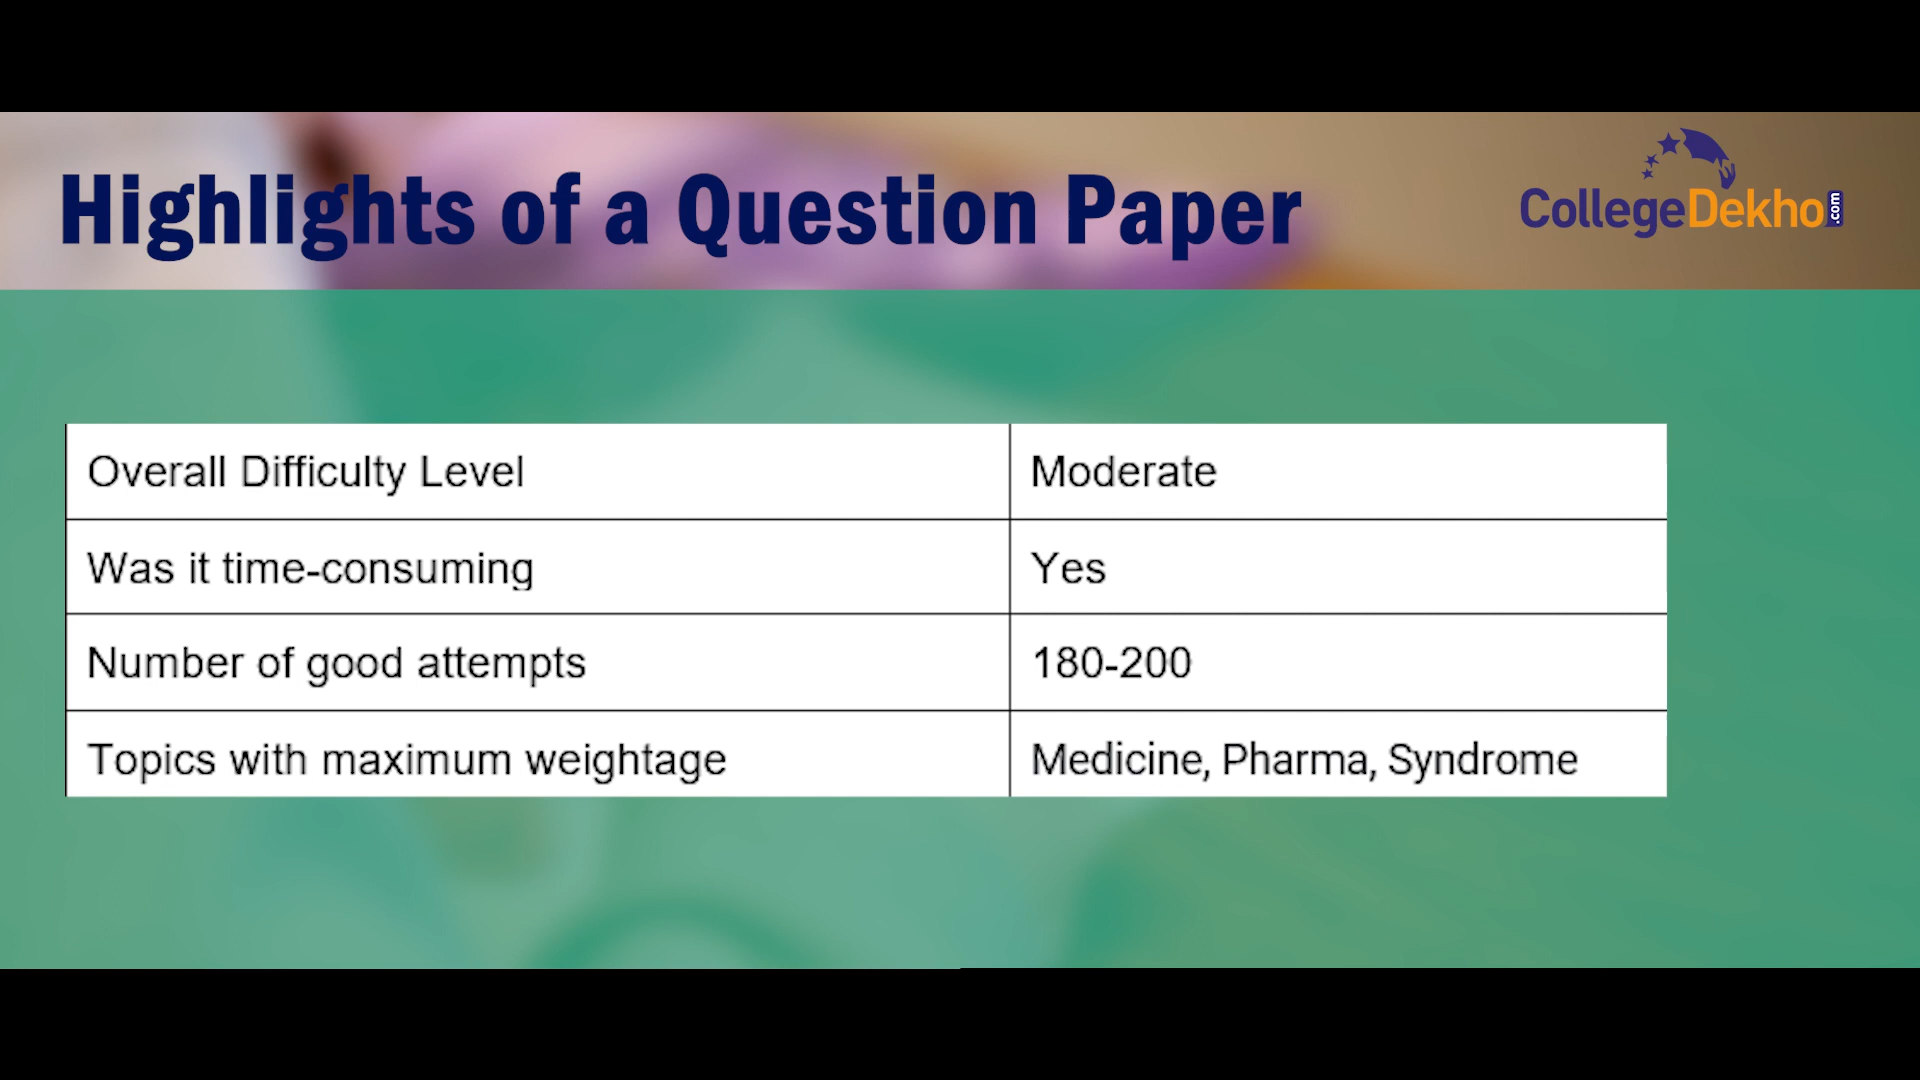 Highlights of a Question Paper
CollegeDekho.com
Overall Difficulty Level Moderate
Was it time-consuming Yes
Number of good attempts 180-200
Topics with maximum weightage Medicine, Pharma, Syndrome